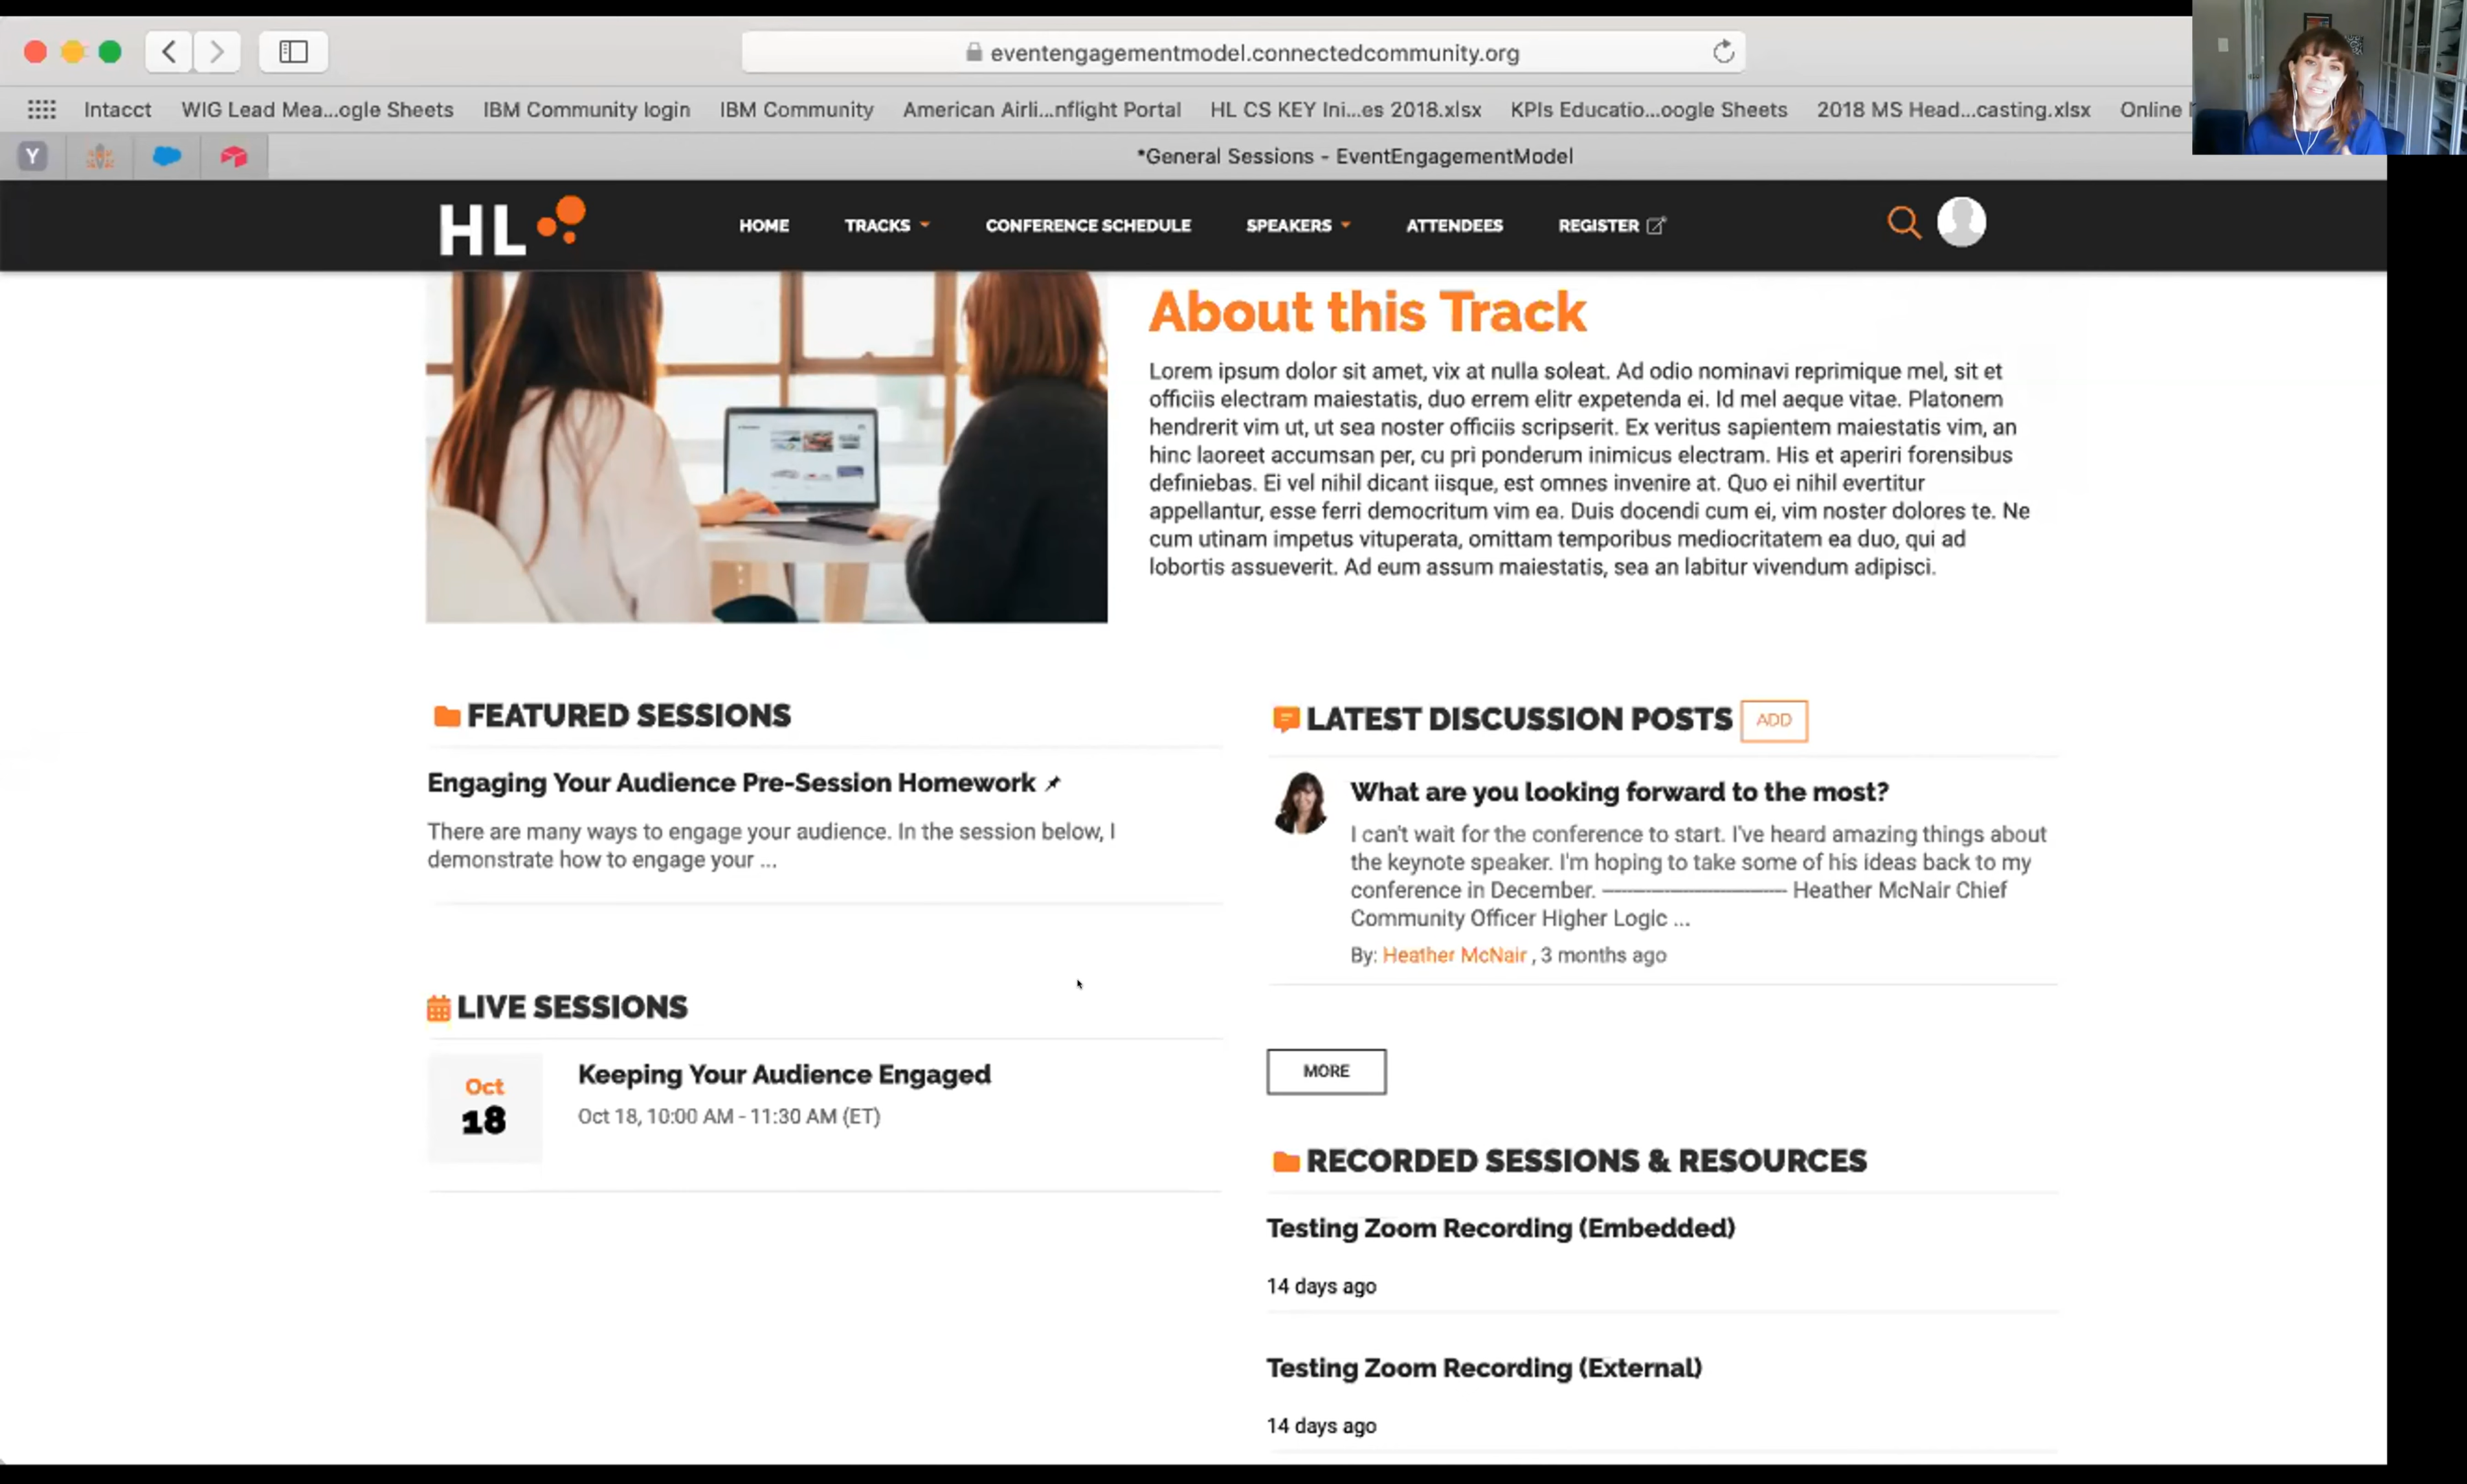 eventengagementmodel.connectedcommunity.org
Intacct WIG Lead Mea...ogle Sheets IBM Community login IBM Community American Airli...nflight Portal HL CS KEY Ini...es 2018.xlsx KPIs Educatio...oogle Sheets 2018 MS Head...casting.xlsx Online
Y
*General Sessions - EventEngagementModel
HL HOME TRACKS CONFERENCE SCHEDULE SPEAKERS ATTENDEES REGISTER
About this Track
Lorem ipsum dolor sit amet, vix at nulla soleat. Ad odio nominavi reprimique mel, sit et
officiis electram maiestatis, duo errem elitr expetenda ei. Id mel aeque vitae. Platonem
hendrerit vim ut, ut sea noster officiis scripserit. Ex veritus sapientem maiestatis vim, an
hinc laoreet accumsan per, cu pri ponderum inimicus electram. His et aperiri forensibus
definiebas. Ei vel nihil dicant iisque, est omnes invenire at. Quo ei nihil evertitur
appellantur, esse ferri democritum vim ea. Duis docendi cum ei, vim noster dolores te. Ne
cum utinam impetus vituperata, omittam temporibus mediocritatem ea duo, qui ad
lobortis assueverit. Ad eum assum maiestatis, sea an labitur vivendum adipisci.
FEATURED SESSIONS
Engaging Your Audience Pre-Session Homework
There are many ways to engage your audience. In the session below, I
demonstrate how to engage your ...
LIVE SESSIONS
Oct
18
Keeping Your Audience Engaged
Oct 18, 10:00 AM - 11:30 AM (ET)
LATEST DISCUSSION POSTS ADD
What are you looking forward to the most?
I can't wait for the conference to start. I've heard amazing things about
the keynote speaker. I'm hoping to take some of his ideas back to my
conference in December. ------------------------------ Heather McNair Chief
Community Officer Higher Logic ...
By: Heather McNair , 3 months ago
MORE
RECORDED SESSIONS & RESOURCES
Testing Zoom Recording (Embedded)
14 days ago
Testing Zoom Recording (External)
14 days ago